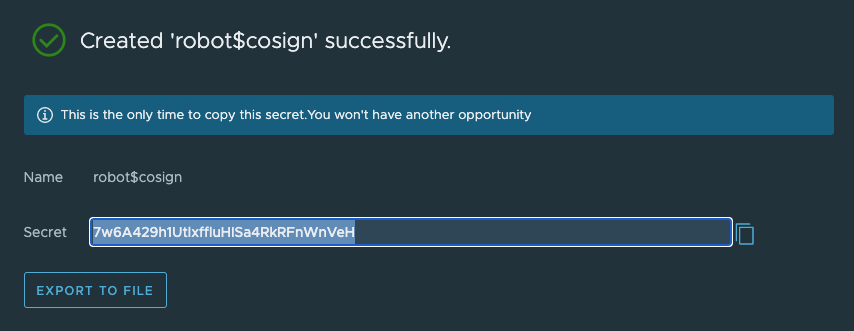 Created 'robot$cosign' successfully.
This is the only time to copy this secret.You won't have another opportunity
Name robot$cosign
Secret 7w6A429h1UtlxffluHlSa4RkRFnWnVeH
EXPORT TO FILE